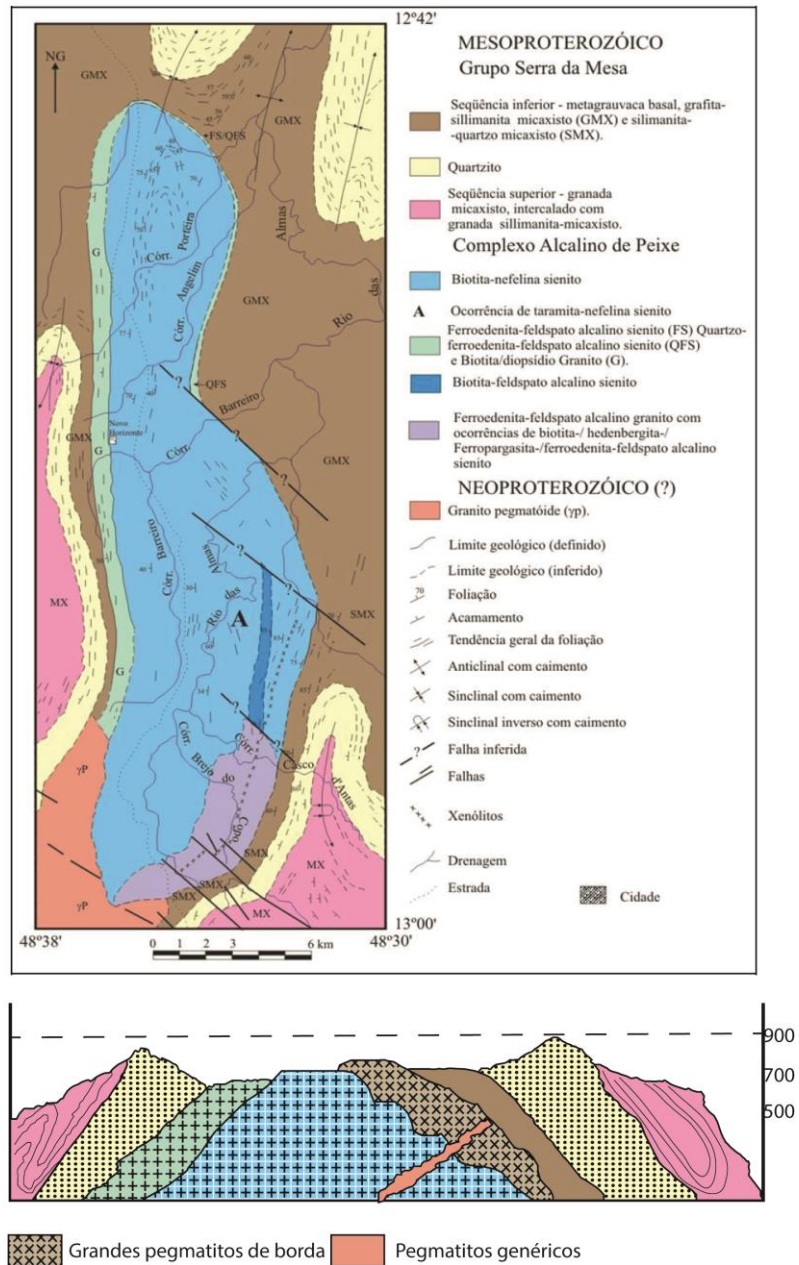 12º42'
NG
GMX
GMX
FS/QFS
GMX
Almas
Porteira
Córr.
Angelim
Córr.
G
GMX
Rio
das
QFS
Barreiro
Novo
Horizonte
GMX
G
Córr.
GMX
Barreiro
Córr.
Almas
das
Rio
A
SMX
MX
G
γP
Córr.
Brejo
do
Córr.
Casco
d'Antas
Copo
SMX
SMX
SMX
MX
MX
γP
48º38'
48º30'
13º00'
0 1 2 3 6 km
MESOPROTEROZÓICO
Grupo Serra da Mesa
Seqüência inferior - metagrauvaca basal, grafita-
sillimanita micaxisto (GMX) e silimanita-
-quartzo micaxisto (SMX).
Quartzito
Seqüência superior - granada
micaxisto, intercalado com
granada sillimanita-micaxisto.
Complexo Alcalino de Peixe
Biotita-nefelina sienito
A Ocorrência de taramita-nefelina sienito
Ferroedenita-feldspato alcalino sienito (FS) Quartzo-
ferroedenita-feldspato alcalino sienito (QFS)
e Biotita/diopsídio Granito (G).
Biotita-feldspato alcalino sienito
Ferroedenita-feldspato alcalino granito com
ocorrências de biotita-/ hedenbergita-/
Ferropargasita-/ferroedenita-feldspato alcalino
sienito
NEOPROTEROZÓICO (?)
Granito pegmatóide (γp).
Limite geológico (definido)
Limite geológico (inferido)
70 Foliação
Acamamento
Tendência geral da foliação
Anticlinal com caimento
Sinclinal com caimento
Sinclinal inverso com caimento
? Falha inferida
Falhas
Xenólitos
Drenagem
Estrada
Cidade
900
700
500
Grandes pegmatitos de borda
Pegmatitos genéricos